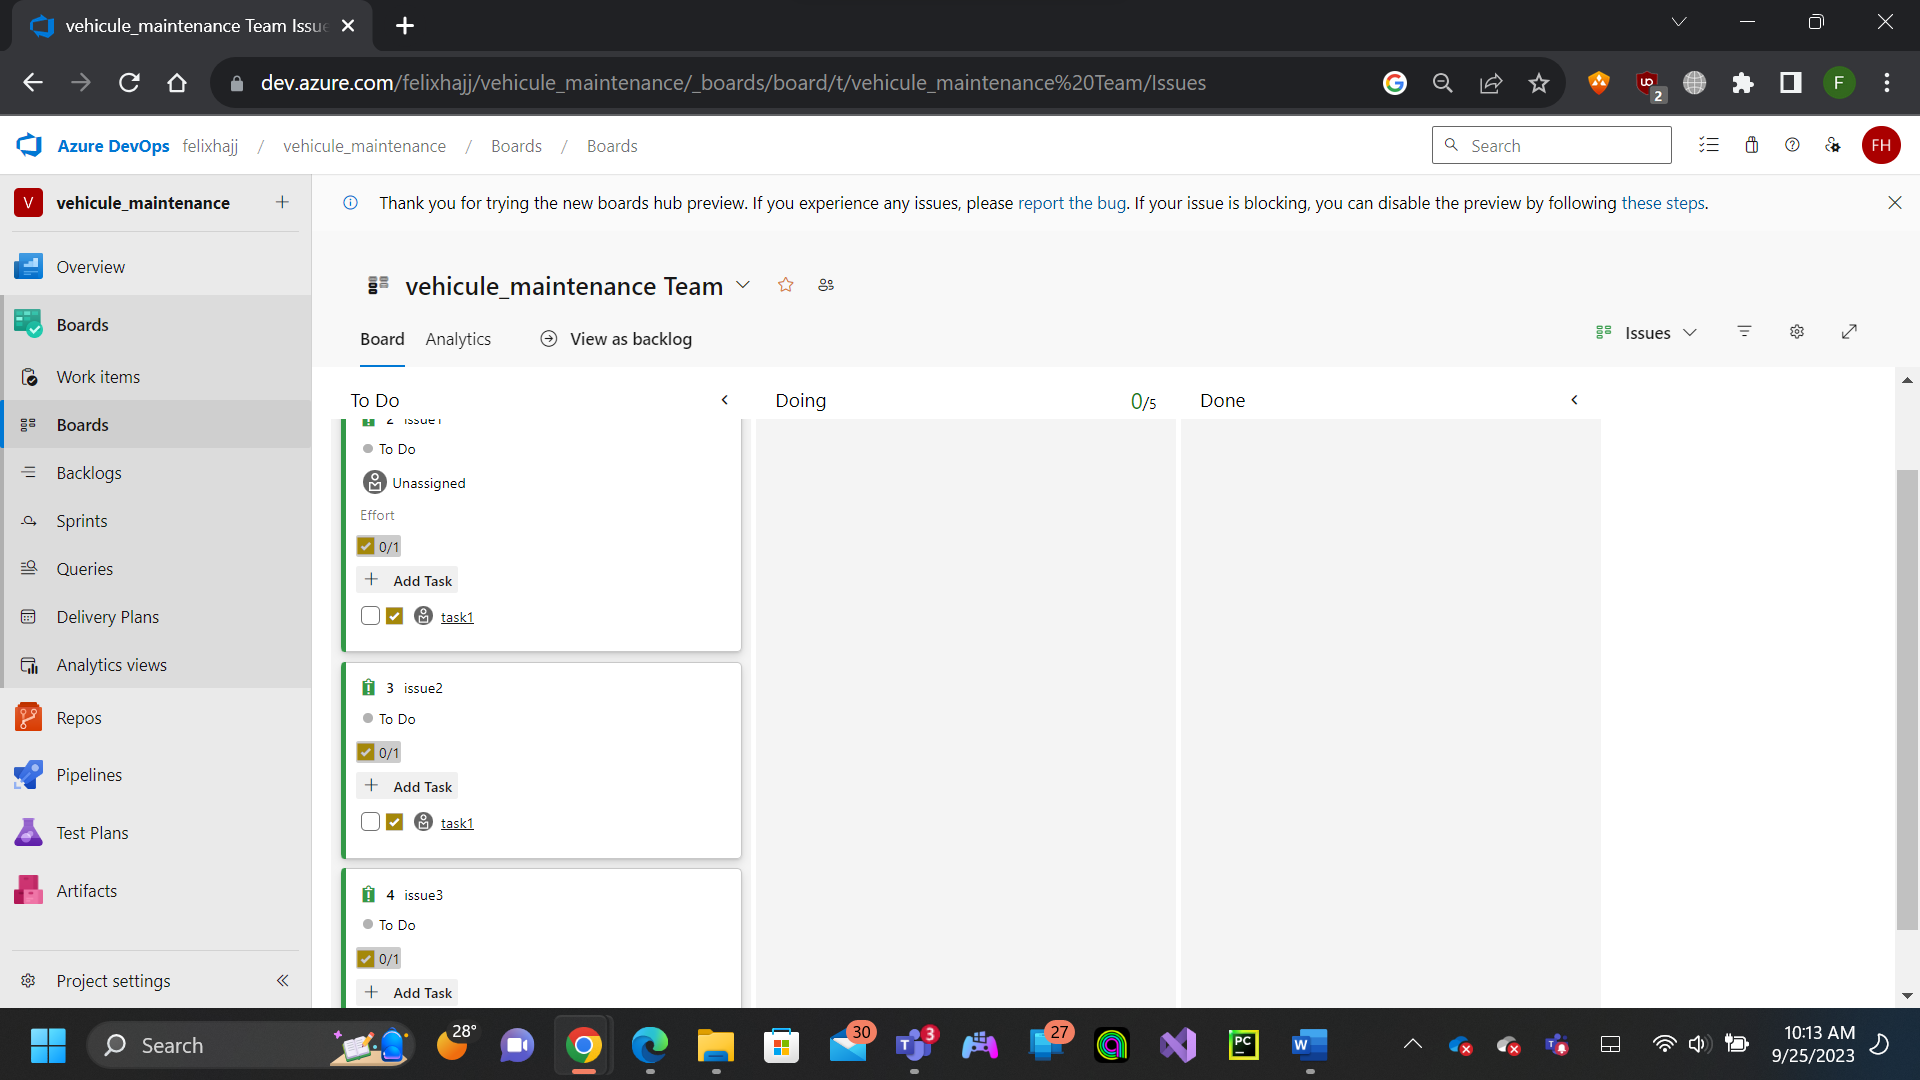 vehicule_maintenance Team Issue
dev.azure.com/felixhajj/vehicule_maintenance/_boards/board/t/vehicule_maintenance%20Team/Issues
2
F
Azure DevOps felixhajj / vehicule_maintenance / Boards / Boards
Search
FH
V vehicule_maintenance
Thank you for trying the new boards hub preview. If you experience any issues, please report the bug. If your issue is blocking, you can disable the preview by following these steps.
Overview
Boards
Work items
Boards
Backlogs
Sprints
Queries
Delivery Plans
Analytics views
Repos
Pipelines
Test Plans
Artifacts
Project settings
vehicule_maintenance Team
Board Analytics View as backlog
Issues
To Do
Doing 0/5
Done
2 issue1
To Do
Unassigned
Effort
0/1
Add Task
task1
3 issue2
To Do
0/1
Add Task
task1
4 issue3
To Do
0/1
Add Task
Search
28°
30
3
27
PC
W
10:13 AM
9/25/2023